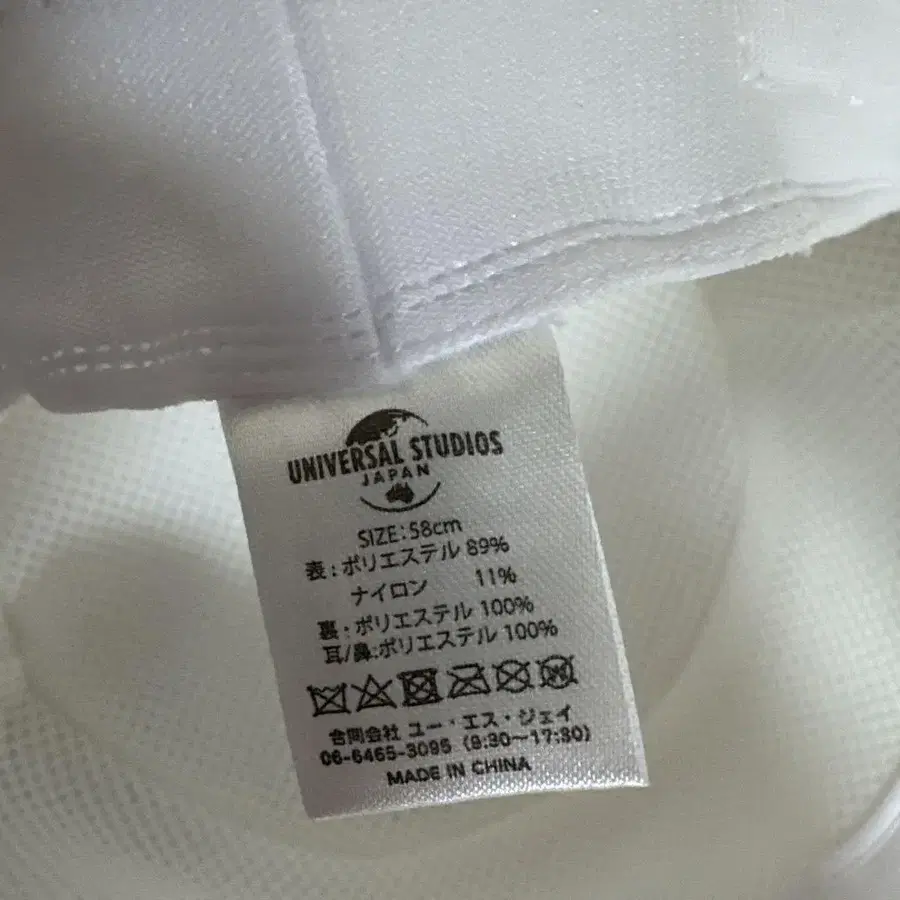 UNIVERSAL STUDIOS
JAPAN
SIZE:58cm
表:ポリエステル 89%
ナイロン 11%
裏:ポリエステル 100%
耳/鼻:ポリエステル 100%
合同会社 ユー・エス・ジェイ
06-6465-3095 (9:30〜17:30)
MADE IN CHINA